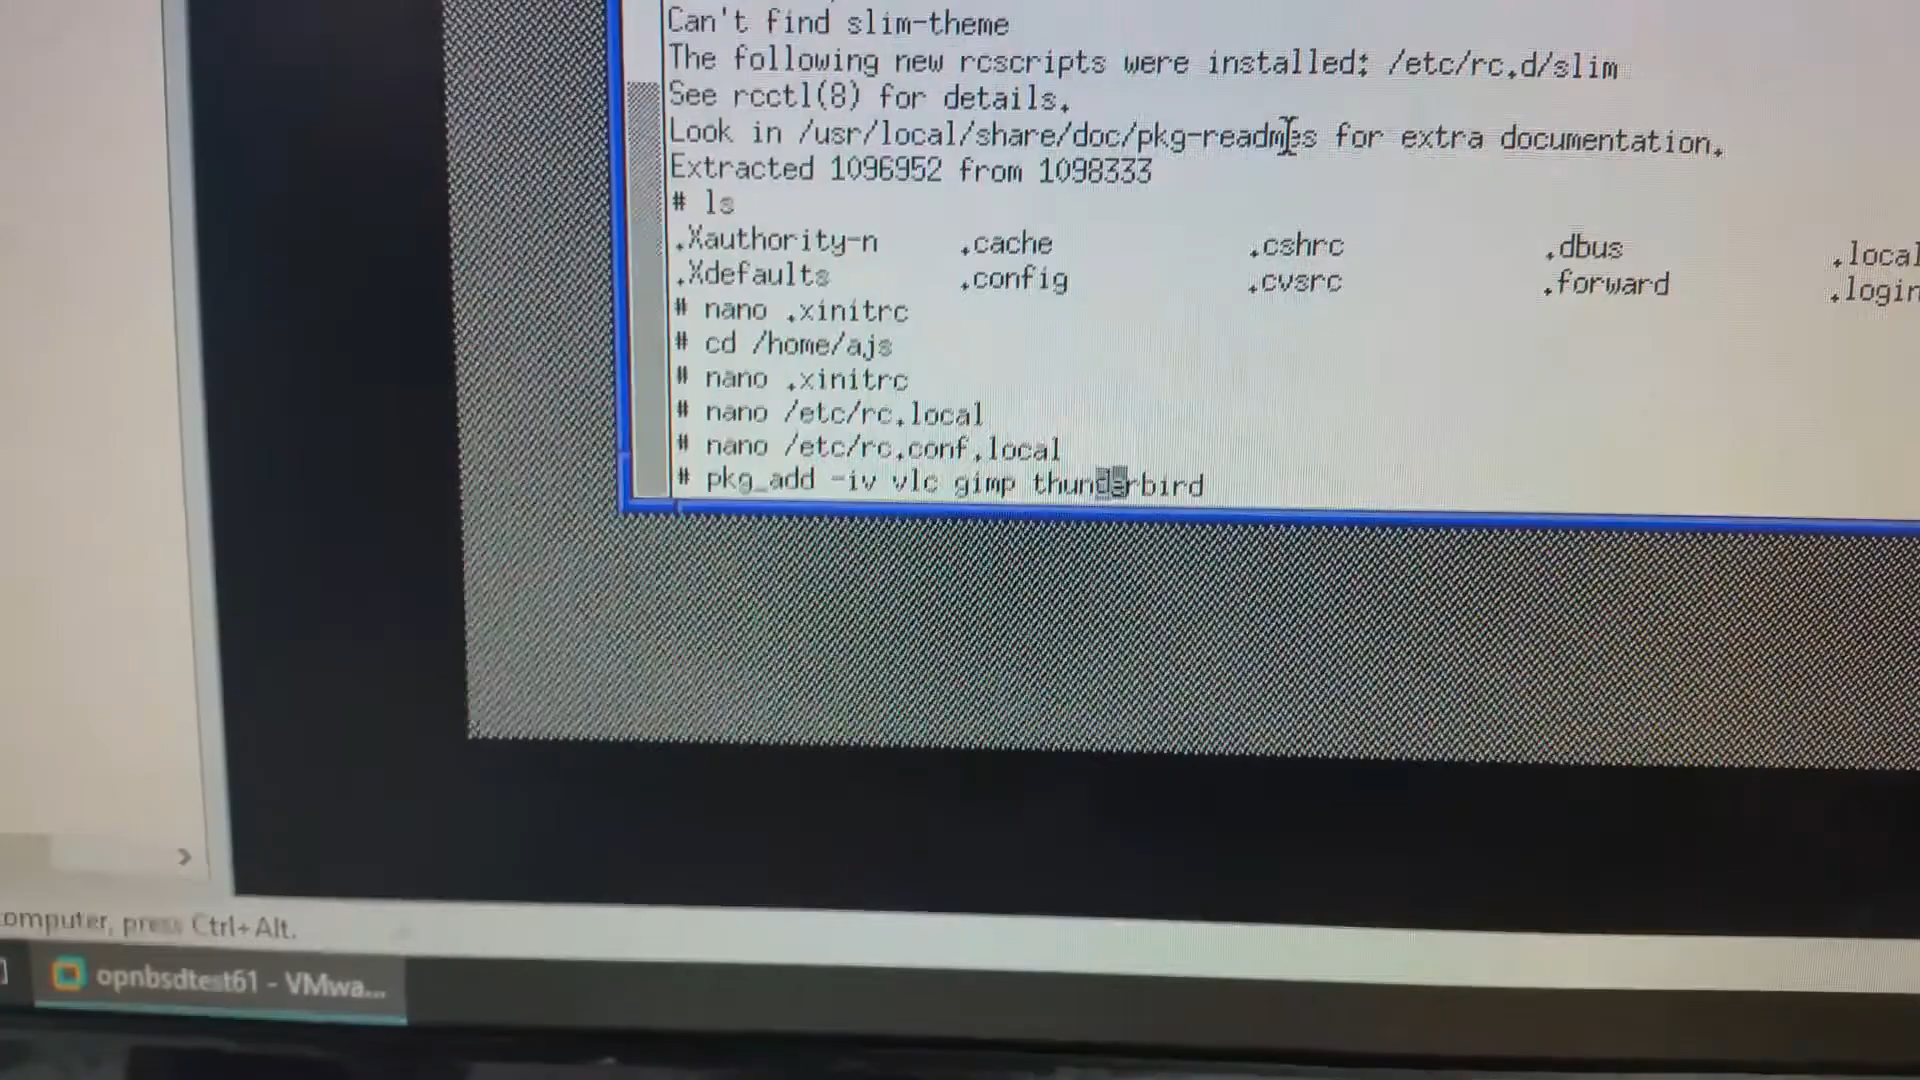 Can't find slim-theme
The following new rcscripts were installed: /etc/rc.d/slim
See rcctl(8) for details.
Look in /usr/local/share/doc/pkg-readmes for extra documentation.
Extracted 1096952 from 1098333
# ls
.Xauthority-n .cache .cshrc .dbus .local
.Xdefaults .config .cvsrc .forward .login
# nano .xinitrc
# cd /home/ajs
# nano .xinitrc
# nano /etc/rc.local
# nano /etc/rc.conf.local
# pkg_add -iv vlc gimp thunderbird
omputer, press Ctrl+Alt.
opnbsdtest61 - VMwa...